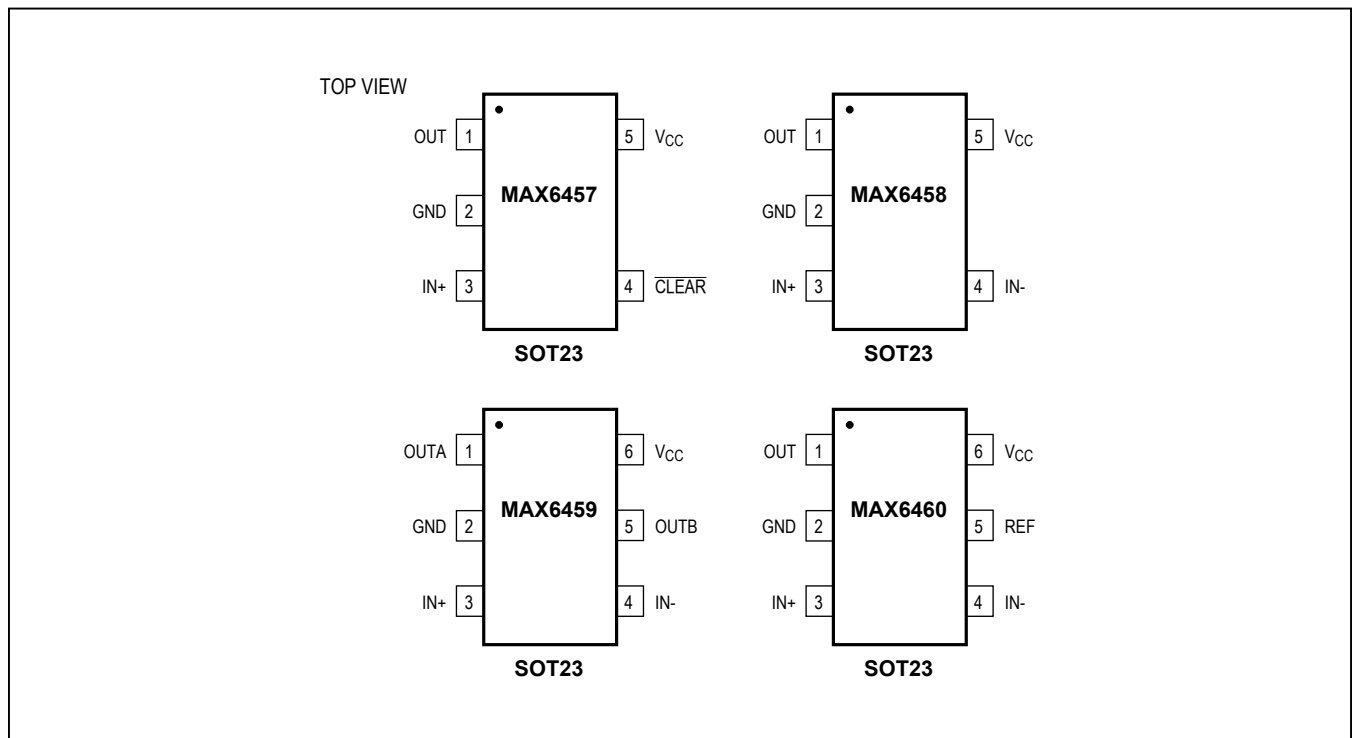 TOP VIEW
OUT 1
GND 2
IN+ 3
MAX6457
5 VCC
4 CLEAR
SOT23
OUT 1
GND 2
IN+ 3
MAX6458
5 VCC
4 IN-
SOT23
OUTA 1
GND 2
IN+ 3
MAX6459
6 VCC
5 OUTB
4 IN-
SOT23
OUT 1
GND 2
IN+ 3
MAX6460
6 VCC
5 REF
4 IN-
SOT23